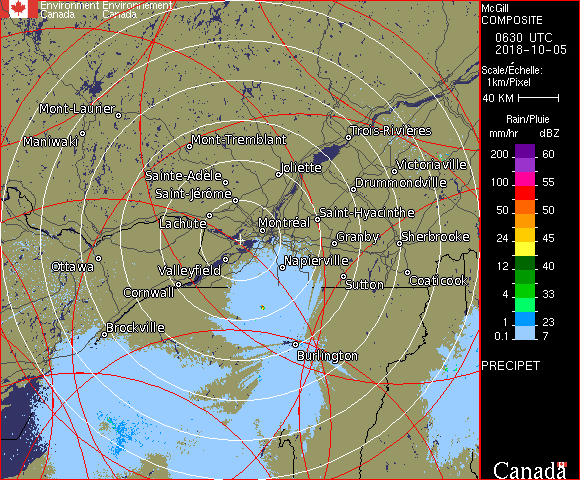 Environment Environnement
Canada Canada
McGill
COMPOSITE
0630 UTC
2018-10-05
Scale/Échelle:
1km/Pixel
40 KM
Rain/Pluie
mm/hr dBZ
200 60
100 55
50 50
24 45
12 40
4 33
1 23
0.1 7
PRECIPET
Canada
Mont-Laurier
Maniwaki
Mont-Tremblant
Trois-Rivières
Victoriaville
Joliette
Sainte-Adèle
Drummondville
Saint-Jérôme
Saint-Hyacinthe
Lachute
Montréal
Granby
Sherbrooke
Ottawa
Valleyfield
Napierville
Cornwall
Sutton
Coaticook
Brockville
Burlington